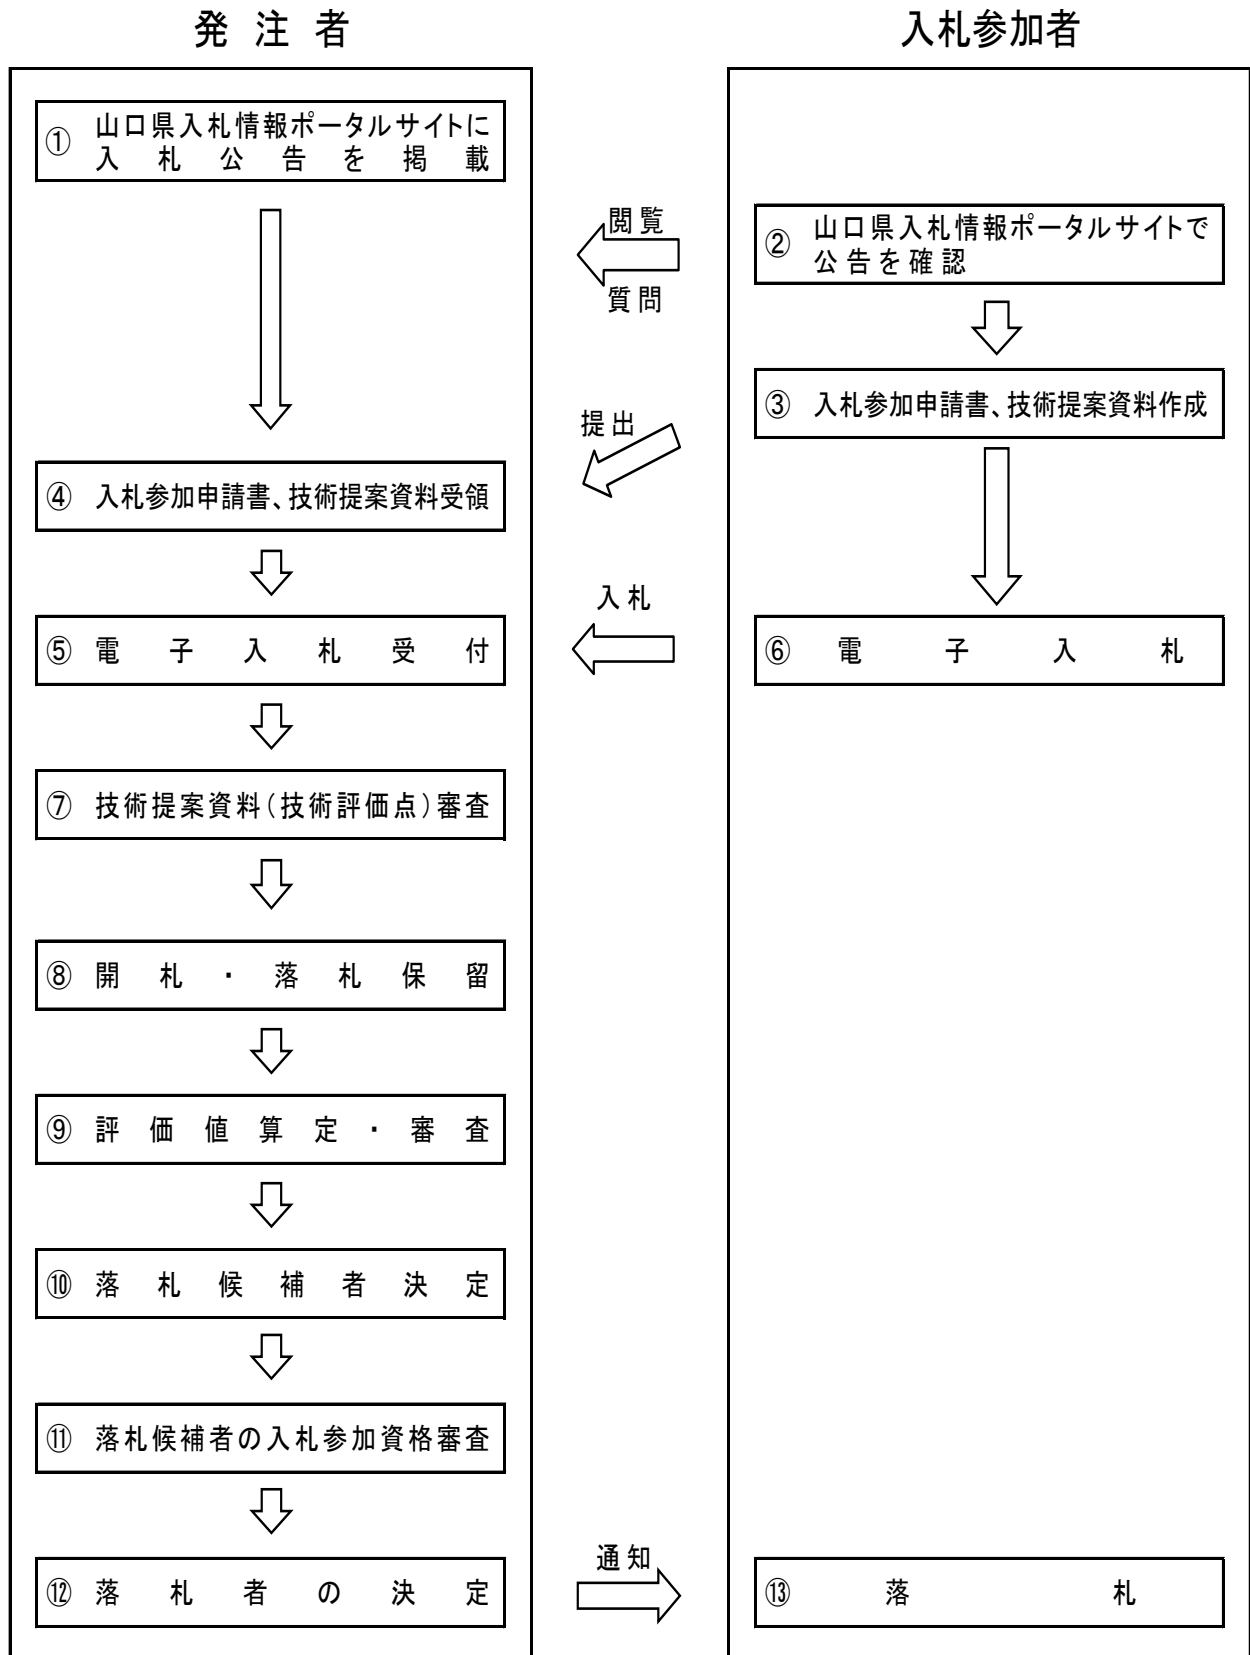 発注者
入札参加者
① 山口県入札情報ポータルサイトに
入札公告を掲載
閲覧
質問
② 山口県入札情報ポータルサイトで
公告を確認
③ 入札参加申請書、技術提案資料作成
提出
④ 入札参加申請書、技術提案資料受領
入札
⑤ 電子入札受付
⑥ 電子入札
⑦ 技術提案資料(技術評価点)審査
⑧ 開札・落札保留
⑨ 評価値算定・審査
⑩ 落札候補者決定
⑪ 落札候補者の入札参加資格審査
通知
⑫ 落札者の決定
⑬ 落札